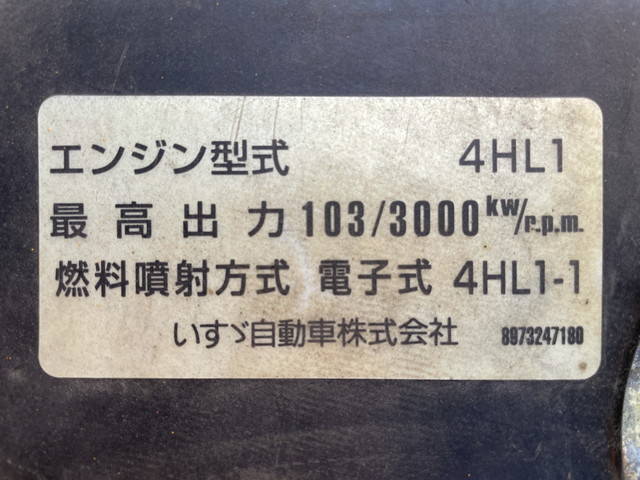 エンジン型式 4HL1
最高出力 103/3000 kw/r.p.m.
燃料噴射方式 電子式 4HL1-1
いすゞ自動車株式会社 8973247180